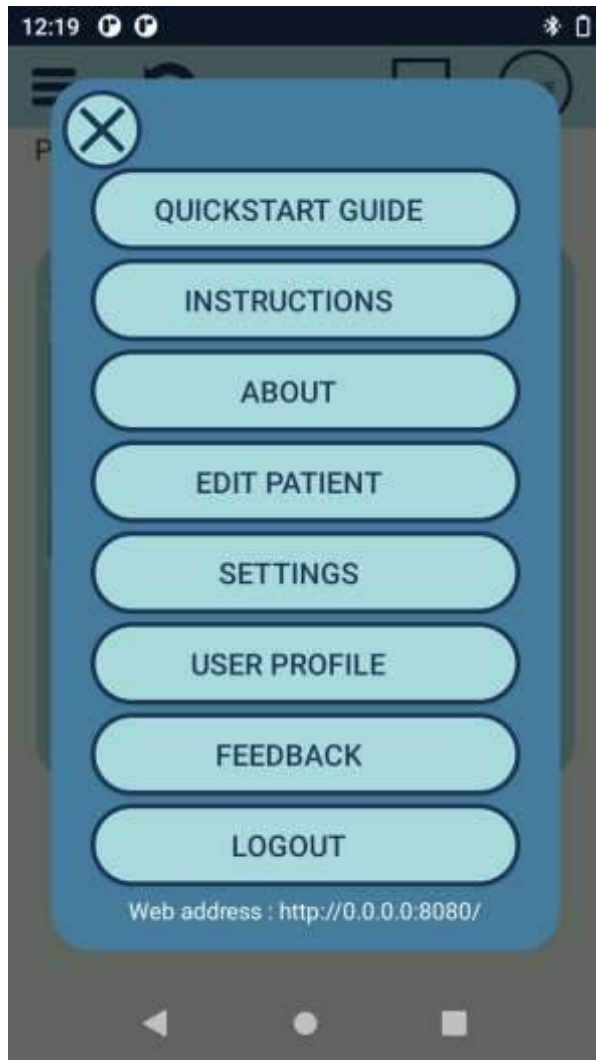 12:19
P
QUICKSTART GUIDE
INSTRUCTIONS
ABOUT
EDIT PATIENT
SETTINGS
USER PROFILE
FEEDBACK
LOGOUT
Web address : http://0.0.0.0:8080/